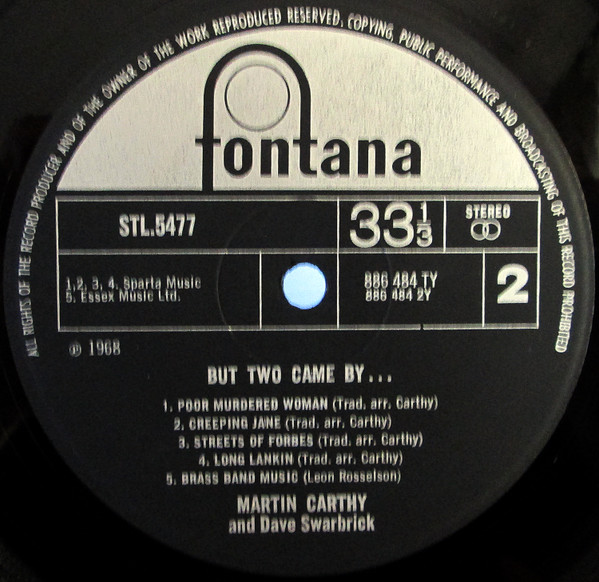 ALL RIGHTS OF THE RECORD PRODUCER AND OF THE OWNER OF THE WORK REPRODUCED RESERVED, COPYING, PUBLIC PERFORMANCE AND BROADCASTING OF THIS RECORD PROHIBITED
fontana
STL.5477
33 1/3
STEREO
1,2, 3, 4. Sparta Music
5. Essex Music Ltd.
886 484 TY
886 484 2Y
2
℗ 1968
BUT TWO CAME BY...
1. POOR MURDERED WOMAN (Trad. arr. Carthy)
2. CREEPING JANE (Trad. arr. Carthy)
3. STREETS OF FORBES (Trad. arr. Carthy)
4. LONG LANKIN (Trad. arr. Carthy)
5. BRASS BAND MUSIC (Leon Rosselson)
MARTIN CARTHY
and Dave Swarbrick